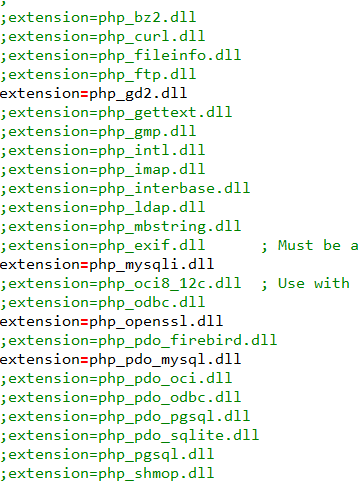 ;
;extension=php_bz2.dll
;extension=php_curl.dll
;extension=php_fileinfo.dll
;extension=php_ftp.dll
extension=php_gd2.dll
;extension=php_gettext.dll
;extension=php_gmp.dll
;extension=php_intl.dll
;extension=php_imap.dll
;extension=php_interbase.dll
;extension=php_ldap.dll
;extension=php_mbstring.dll
;extension=php_exif.dll      ; Must be a
extension=php_mysqli.dll
;extension=php_oci8_12c.dll  ; Use with
;extension=php_odbc.dll
extension=php_openssl.dll
;extension=php_pdo_firebird.dll
extension=php_pdo_mysql.dll
;extension=php_pdo_oci.dll
;extension=php_pdo_odbc.dll
;extension=php_pdo_pgsql.dll
;extension=php_pdo_sqlite.dll
;extension=php_pgsql.dll
;extension=php_shmop.dll